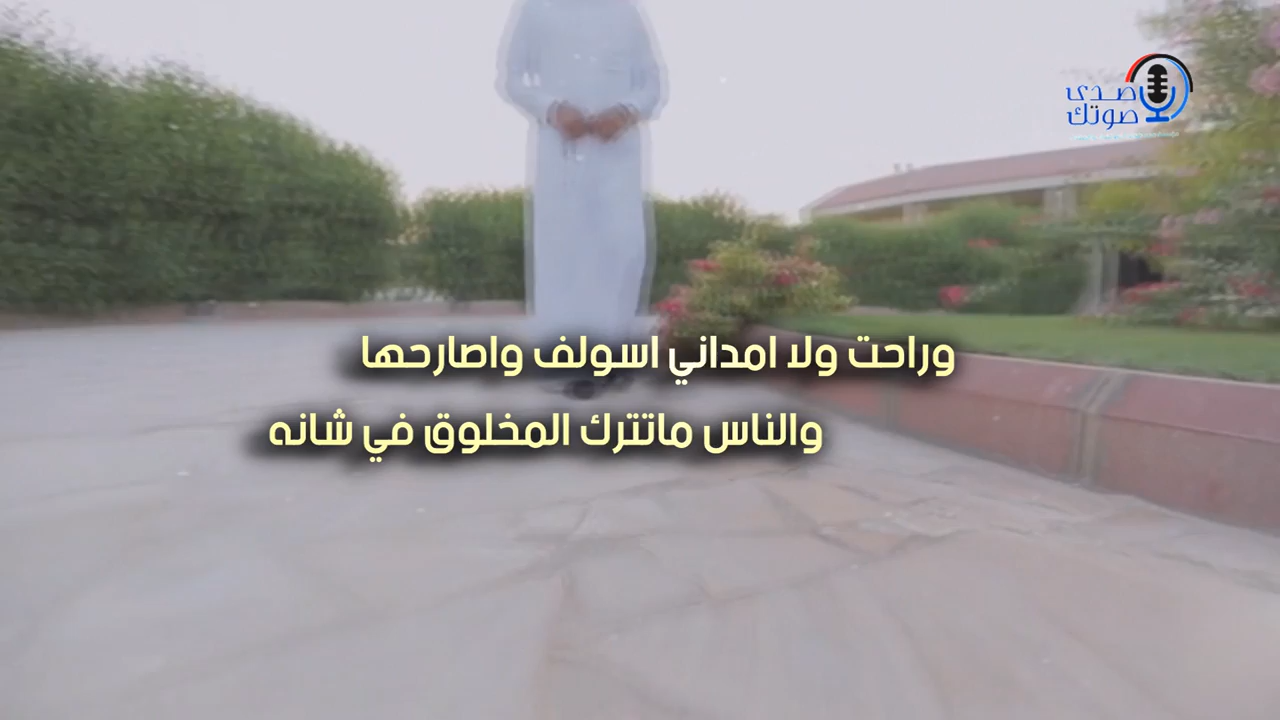 صدى
صوتك
وراحت ولا امداني اسولف واصارحها
والناس ماتترك المخلوق في شانه